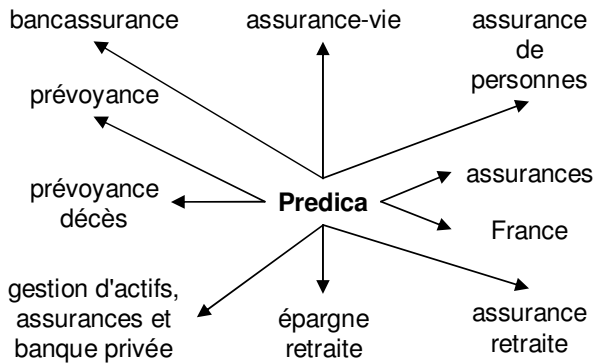 bancassurance
assurance-vie
assurance
de
personnes
prévoyance
assurances
prévoyance
décès
Predica
France
gestion d'actifs,
assurances et
banque privée
épargne
retraite
assurance
retraite